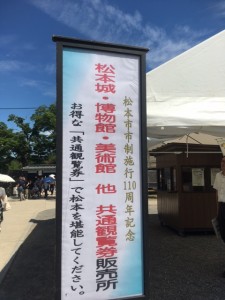 松本市市制施行110周年記念
松本城・博物館・美術館 他 共通観覧券販売所
お得な「共通観覧券」で松本を堪能してください。